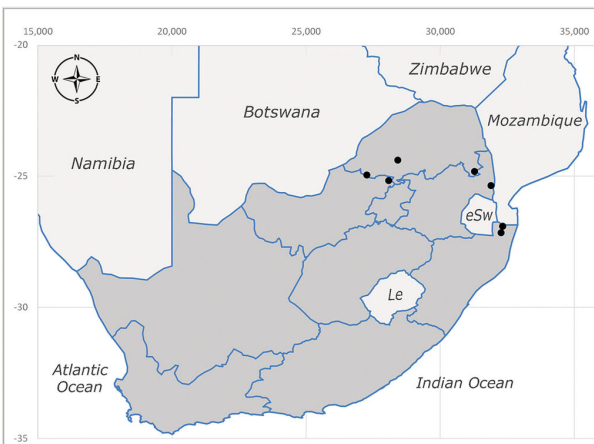 15,000 20,000 25,000 30,000 35,000
-20
N
W E
S
Zimbabwe
Botswana
Mozambique
Namibia
-25
eSw
Le
-30
Atlantic
Ocean
Indian Ocean
-35